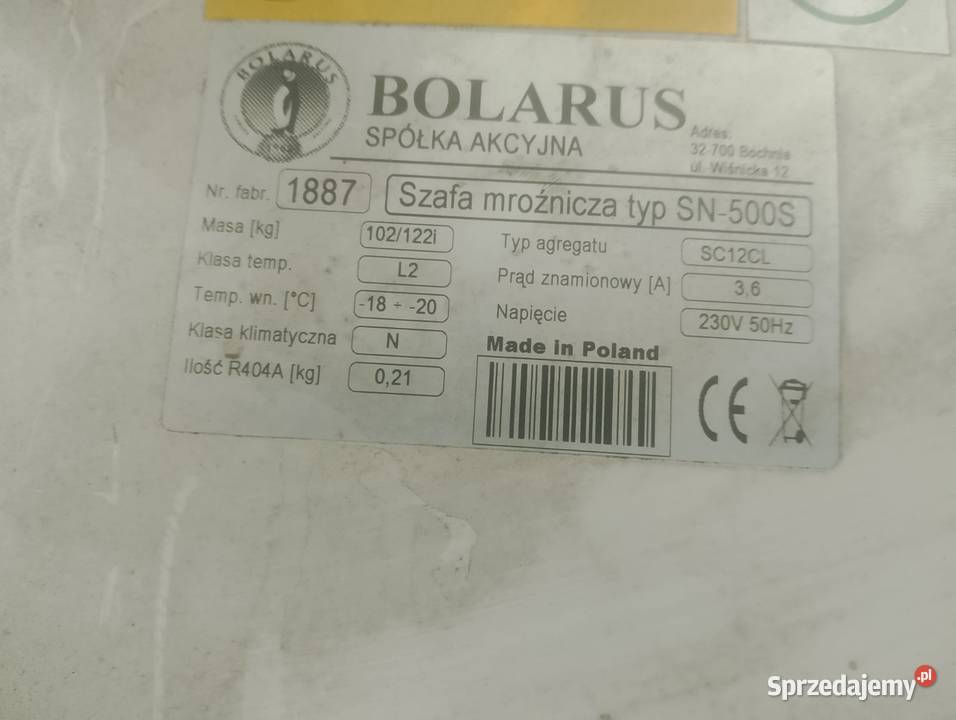 BOLARUS
BOLARUS
SPÓŁKA AKCYJNA
Adres:
32-700 Bochnia
ul. Wiśnicka 12
Nr. fabr. 1887 Szafa mroźnicza typ SN-500S
Masa [kg] 102/122i
Klasa temp. L2
Temp. wn. [°C] -18 ÷ -20
Klasa klimatyczna N
Ilość R404A [kg] 0,21
Typ agregatu SC12CL
Prąd znamionowy [A] 3,6
Napięcie 230V 50Hz
Made in Poland
CE
Sprzedajemy.pl